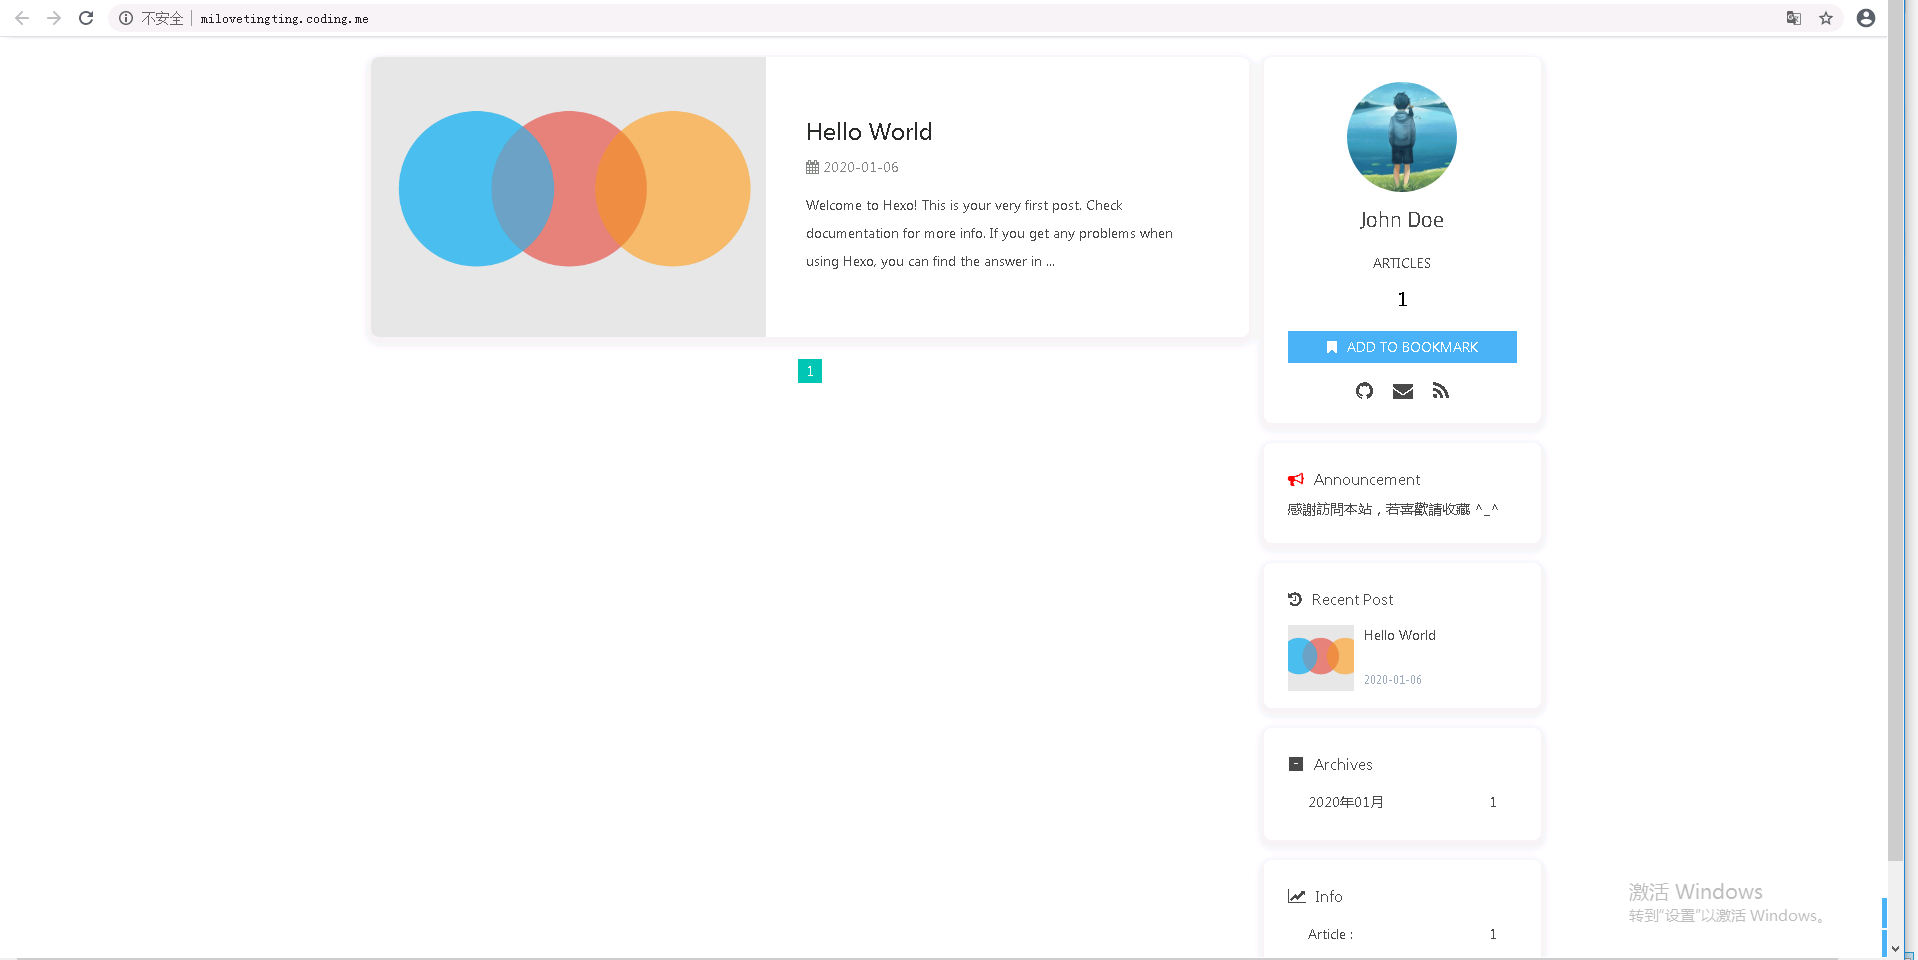 不安全
milovetingting.coding.me
Hello World
2020-01-06
Welcome to Hexo! This is your very first post. Check
documentation for more info. If you get any problems when
using Hexo, you can find the answer in ...
1
John Doe
ARTICLES
1
ADD TO BOOKMARK
Announcement
感謝訪問本站，若喜歡請收藏 ^_^
Recent Post
Hello World
2020-01-06
Archives
2020年01月 1
Info
Article : 1
激活 Windows
转到“设置”以激活 Windows。